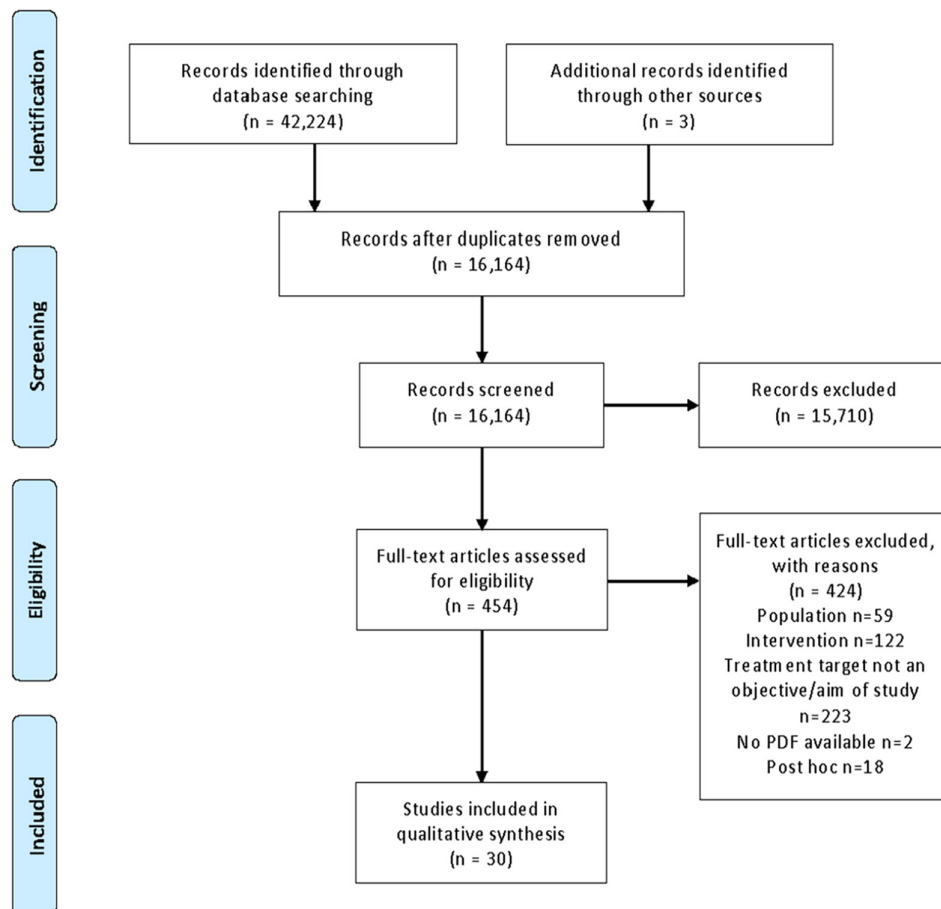 Identification
Records identified through
database searching
(n = 42,224)
Additional records identified
through other sources
(n = 3)
Records after duplicates removed
(n = 16,164)
Screening
Records screened
(n = 16,164)
Records excluded
(n = 15,710)
Eligibility
Full-text articles assessed
for eligibility
(n = 454)
Full-text articles excluded,
with reasons
(n = 424)
Population n=59
Intervention n=122
Treatment target not an
objective/aim of study
n=223
No PDF available n=2
Post hoc n=18
Included
Studies included in
qualitative synthesis
(n = 30)